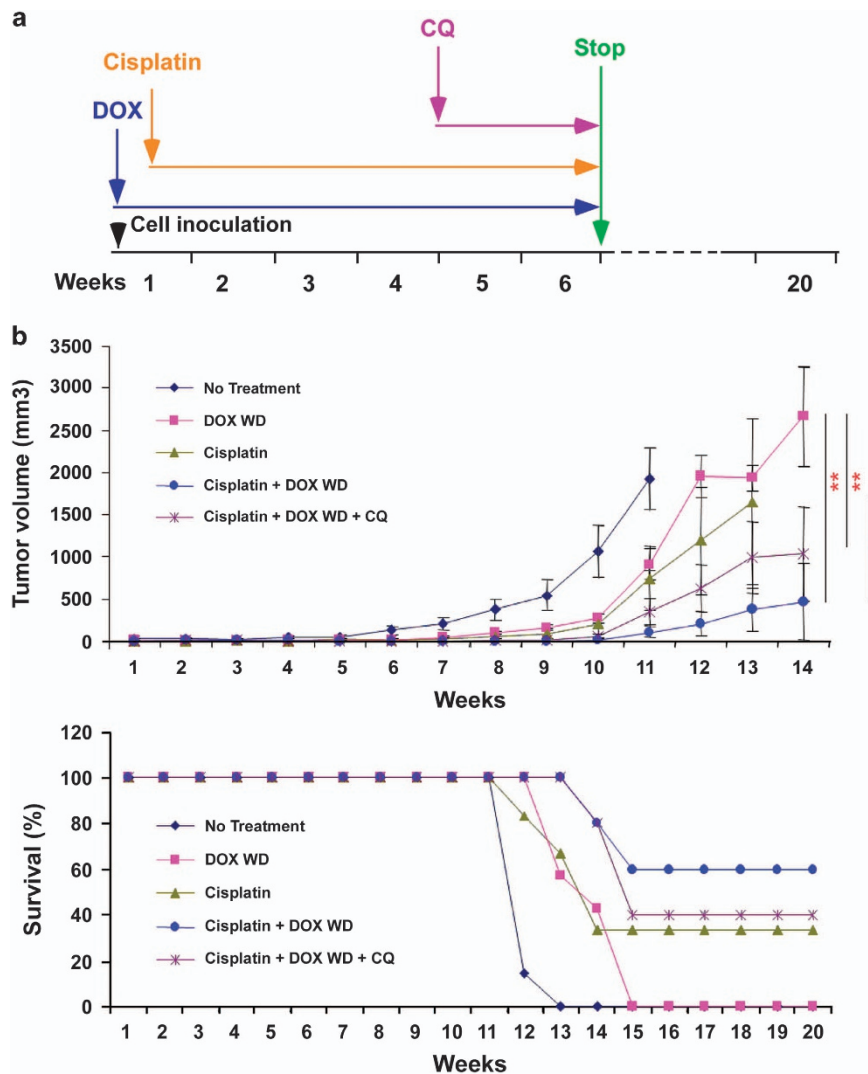 a
CQ
Stop
Cisplatin
DOX
Cell inoculation
Weeks 1 2 3 4 5 6 20
b
3500
3000
2500
2000
1500
1000
500
0
Tumor volume (mm3)
No Treatment
DOX WD
Cisplatin
Cisplatin + DOX WD
Cisplatin + DOX WD + CQ
** **
1 2 3 4 5 6 7 8 9 10 11 12 13 14
Weeks
120
100
80
60
40
20
0
Survival (%)
No Treatment
DOX WD
Cisplatin
Cisplatin + DOX WD
Cisplatin + DOX WD + CQ
1 2 3 4 5 6 7 8 9 10 11 12 13 14 15 16 17 18 19 20
Weeks